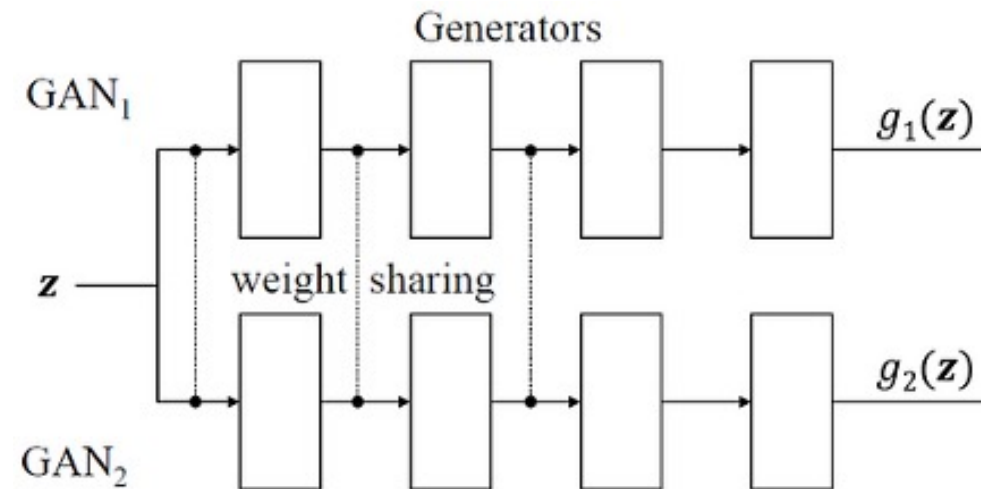 Generators
GAN₁
g₁(z)
z
weight sharing
g₂(z)
GAN₂